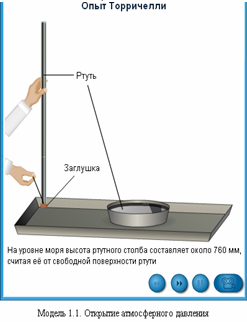 Опыт Торричелли
Ртуть
Заглушка
На уровне моря высота ртутного столба составляет около 760 мм,
считая её от свободной поверхности ртути
Модель 1.1. Открытие атмосферного давления